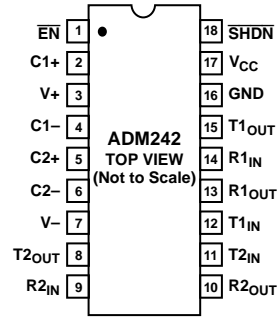 E̅N̅ 1 18 S̅H̅D̅N̅
C1+ 2 17 VCC
V+ 3 16 GND
C1– 4 15 T1OUT
ADM242
C2+ 5 TOP VIEW 14 R1IN
(Not to Scale)
C2– 6 13 R1OUT
V– 7 12 T1IN
T2OUT 8 11 T2IN
R2IN 9 10 R2OUT